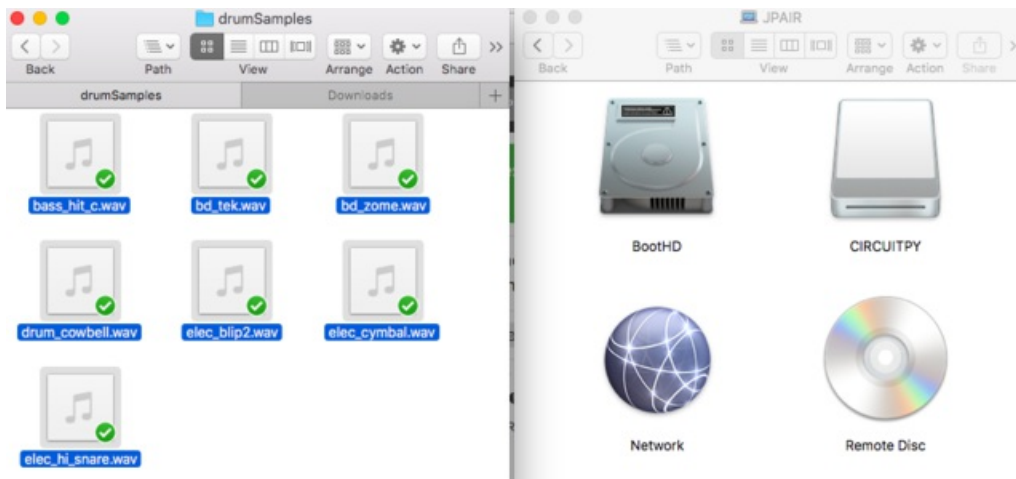 drumSamples
Back Path View Arrange Action Share
drumSamples Downloads +
bass_hit_c.wav bd_tek.wav bd_zome.wav
drum_cowbell.wav elec_blip2.wav elec_cymbal.wav
elec_hi_snare.wav
JPAIR
Back Path View Arrange Action Share
BootHD CIRCUITPY
Network Remote Disc